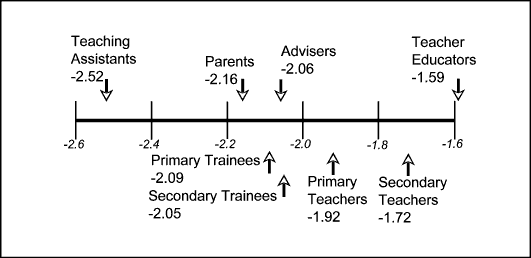 Teaching
Assistants
-2.52
Parents
-2.16
Advisers
-2.06
Teacher
Educators
-1.59
-2.6
-2.4
-2.2
-2.0
-1.8
-1.6
Primary Trainees
-2.09
Secondary Trainees
-2.05
Primary
Teachers
-1.92
Secondary
Teachers
-1.72